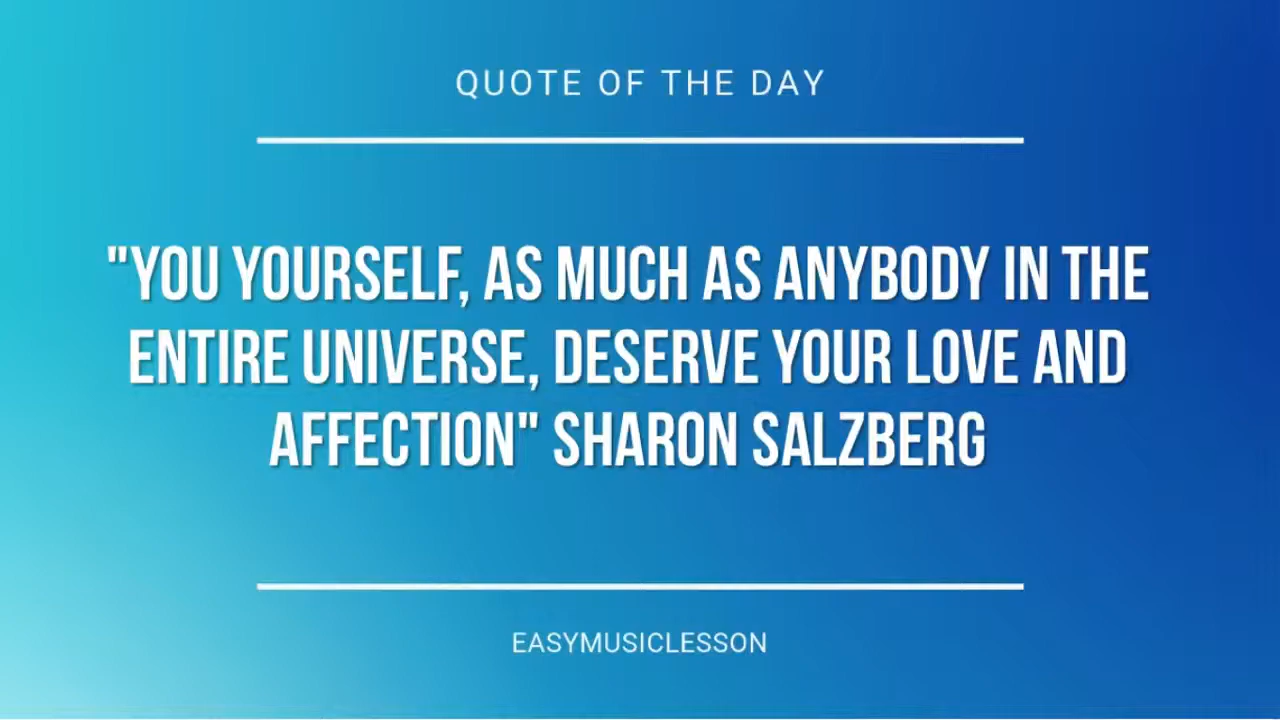 QUOTE OF THE DAY
"YOU YOURSELF, AS MUCH AS ANYBODY IN THE
ENTIRE UNIVERSE, DESERVE YOUR LOVE AND
AFFECTION" SHARON SALZBERG
EASYMUSICLESSON